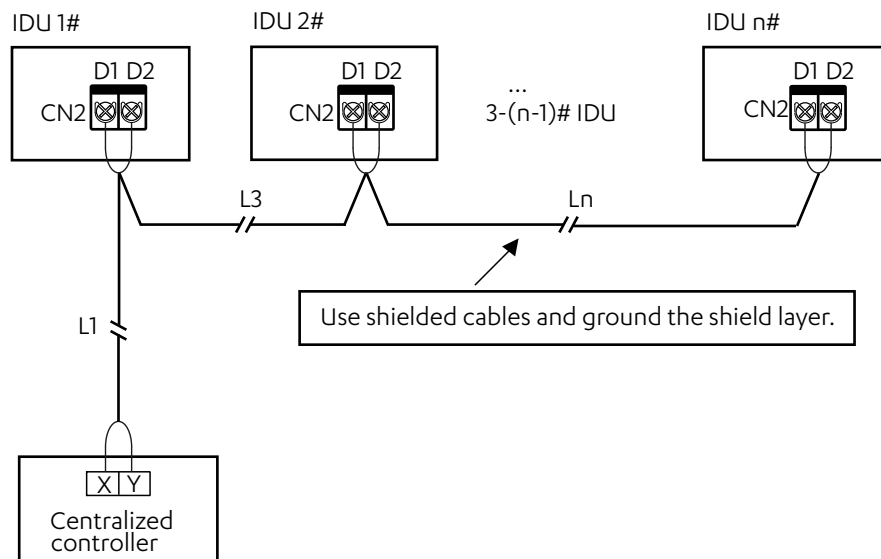 IDU 1#
IDU 2#
IDU n#
D1 D2
D1 D2
D1 D2
...
CN2
CN2
3-(n-1)# IDU
CN2
L3
Ln
Use shielded cables and ground the shield layer.
L1
X Y
Centralized
controller